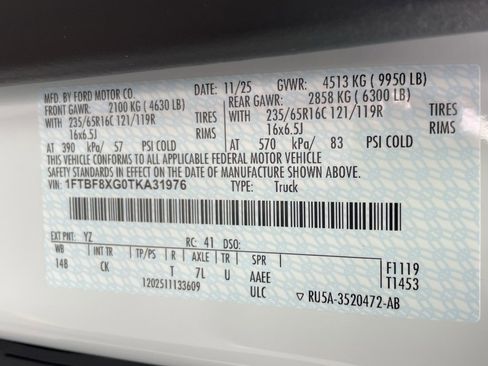 MFD. BY FORD MOTOR CO. DATE: 11/25 GVWR: 4513 KG ( 9950 LB)
FRONT GAWR: 2100 KG ( 4630 LB) REAR GAWR: 2858 KG ( 6300 LB)
WITH 235/65R16C 121/119R TIRES WITH 235/65R16C 121/119R TIRES
16x6.5J RIMS 16x6.5J RIMS
AT 390 kPa/ 57 PSI COLD AT 570 kPa/ 83 PSI COLD
THIS VEHICLE CONFORMS TO ALL APPLICABLE FEDERAL MOTOR VEHICLE
SAFETY STANDARDS IN EFFECT ON THE DATE OF MANUFACTURE SHOWN ABOVE.
VIN: 1FTBF8XG0TKA31976 TYPE: Truck
EXT PNT: YZ RC: 41 DSO:
WB INT TR TP/PS R AXLE TR SPR
148 CK T 7L U AAEE F1119
1202511133609 ULC T1453
▽ RU5A-3520472-AB